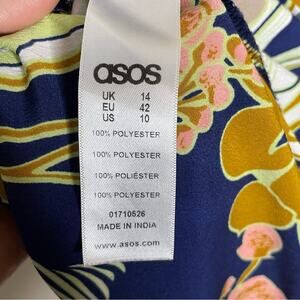 asos
UK 14
EU 42
US 10
100% POLYESTER
100% POLYESTER
100% POLIÉSTER
100% POLYESTER
01710526
MADE IN INDIA
www.asos.com